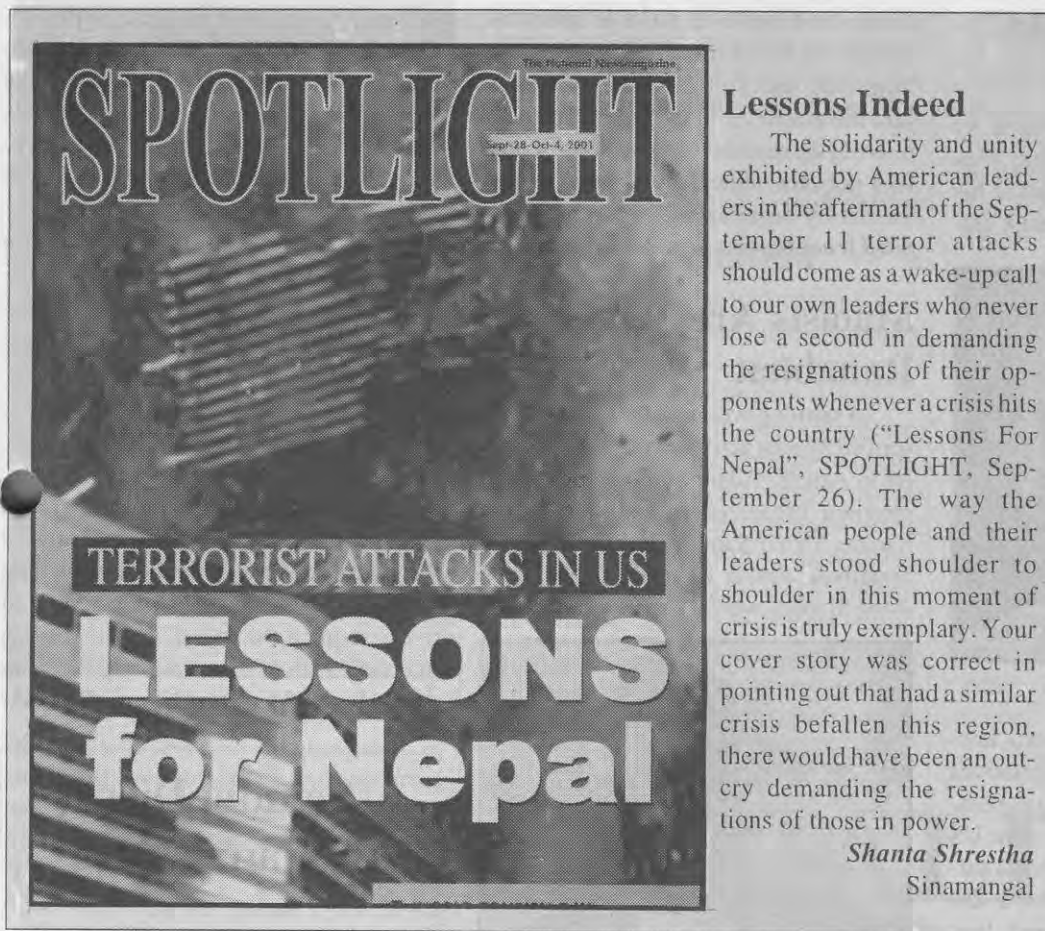 The National Newsmagazine
SPOTLIGHT
Sept-28-Oct-4, 2001
TERRORIST ATTACKS IN US
LESSONS
for Nepal
Lessons Indeed
The solidarity and unity
exhibited by American lead-
ers in the aftermath of the Sep-
tember 11 terror attacks
should come as a wake-up call
to our own leaders who never
lose a second in demanding
the resignations of their op-
ponents whenever a crisis hits
the country (“Lessons For
Nepal”, SPOTLIGHT, Sep-
tember 26). The way the
American people and their
leaders stood shoulder to
shoulder in this moment of
crisis is truly exemplary. Your
cover story was correct in
pointing out that had a similar
crisis befallen this region,
there would have been an out-
cry demanding the resigna-
tions of those in power.
Shanta Shrestha
Sinamangal